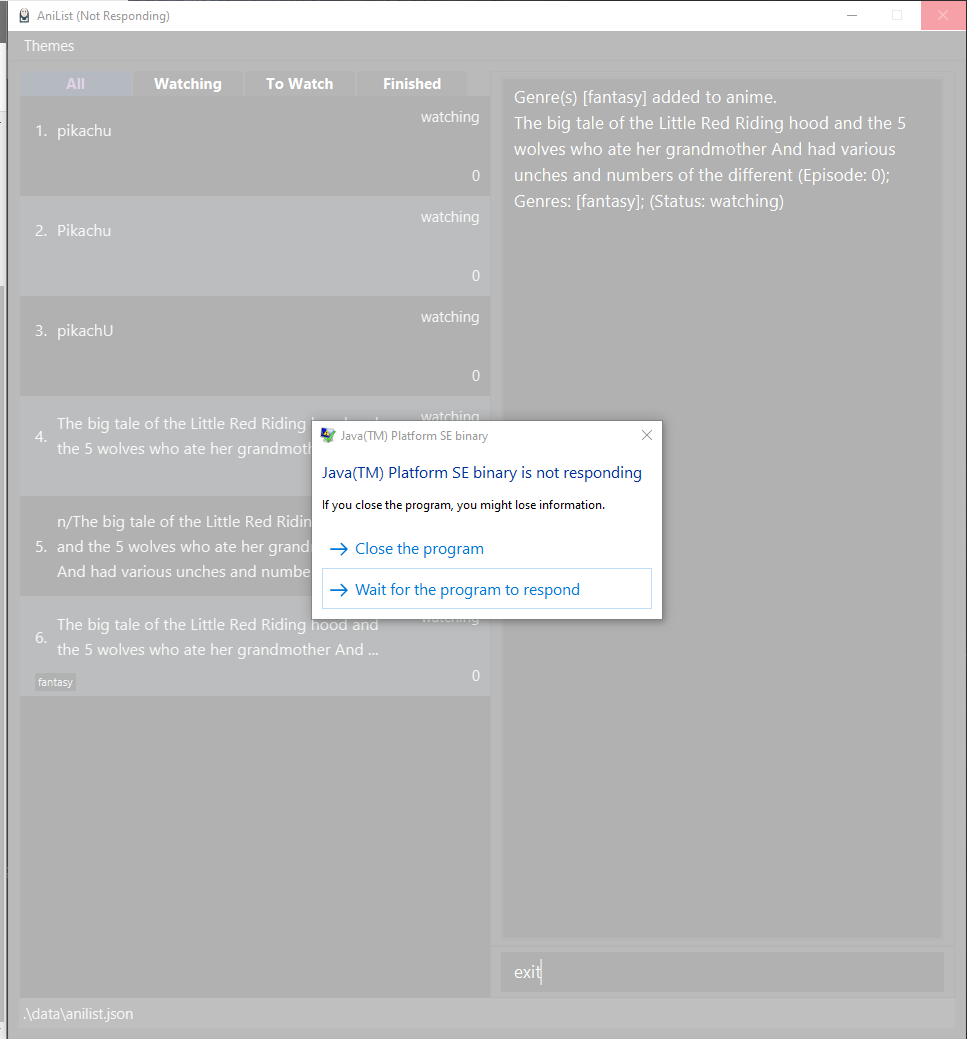 AniList (Not Responding)
Themes
All
Watching
To Watch
Finished
1. pikachu
watching
0
2. Pikachu
watching
0
3. pikachU
watching
0
4. The big tale of the Little Red Riding
the 5 wolves who ate her grandmoth
watching
5. n/The big tale of the Little Red Ridin
and the 5 wolves who ate her grand
And had various unches and numbe
6. The big tale of the Little Red Riding hood and
the 5 wolves who ate her grandmother And ...
watching
0
fantasy
Genre(s) [fantasy] added to anime.
The big tale of the Little Red Riding hood and the 5
wolves who ate her grandmother And had various
unches and numbers of the different (Episode: 0);
Genres: [fantasy]; (Status: watching)
Java(TM) Platform SE binary
Java(TM) Platform SE binary is not responding
If you close the program, you might lose information.
Close the program
Wait for the program to respond
exit
.\data\anilist.json